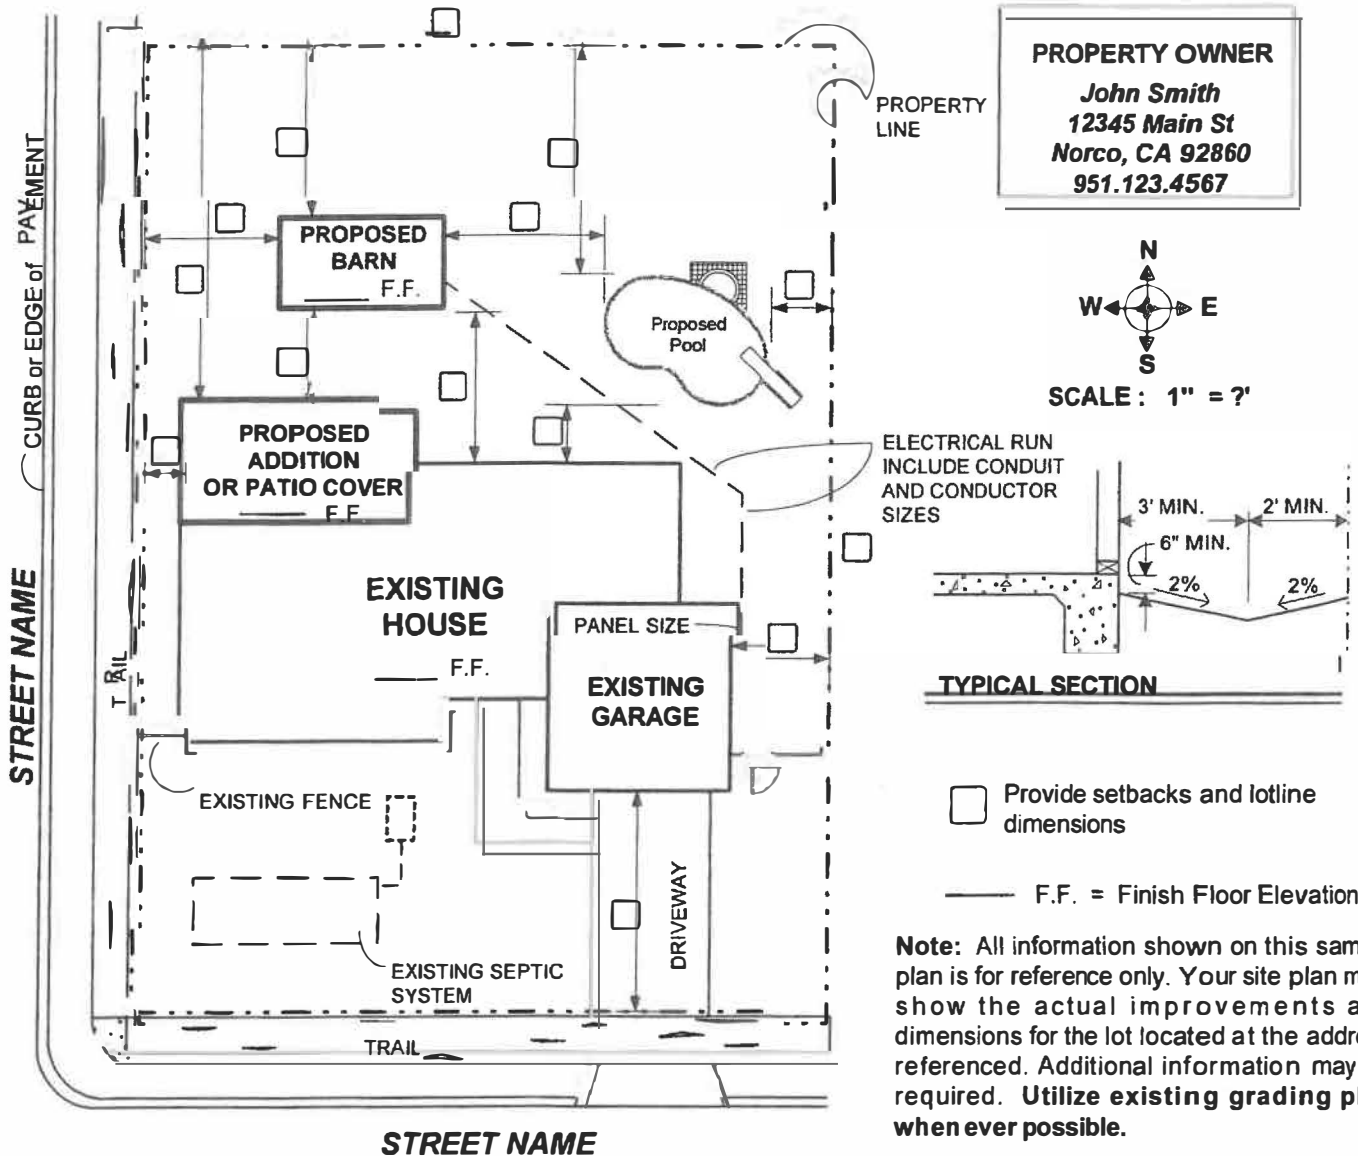 PROPERTY OWNER
John Smith
12345 Main St
Norco, CA 92860
951.123.4567
PROPERTY
LINE
CURB or EDGE of PAVEMENT
PROPOSED
BARN
F.F.
Proposed
Pool
N
W E
S
SCALE : 1" = ?'
PROPOSED
ADDITION
OR PATIO COVER
F.F.
ELECTRICAL RUN
INCLUDE CONDUIT
AND CONDUCTOR
SIZES
3' MIN.
2' MIN.
6" MIN.
2%
2%
TYPICAL SECTION
EXISTING
HOUSE
F.F.
PANEL SIZE
EXISTING
GARAGE
STREET NAME
TRAIL
EXISTING FENCE
EXISTING SEPTIC
SYSTEM
DRIVEWAY
TRAIL
STREET NAME
Provide setbacks and lotline
dimensions
F.F. = Finish Floor Elevation
Note: All information shown on this sam
plan is for reference only. Your site plan m
show the actual improvements a
dimensions for the lot located at the addre
referenced. Additional information may
required. Utilize existing grading pl
when ever possible.